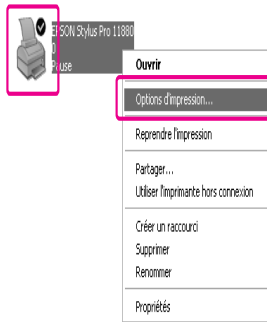 EPSON Stylus Pro 11880
0
Pause
Ouvrir
Options d'impression...
Reprendre l'impression
Partager...
Utiliser l'imprimante hors connexion
Créer un raccourci
Supprimer
Renommer
Propriétés